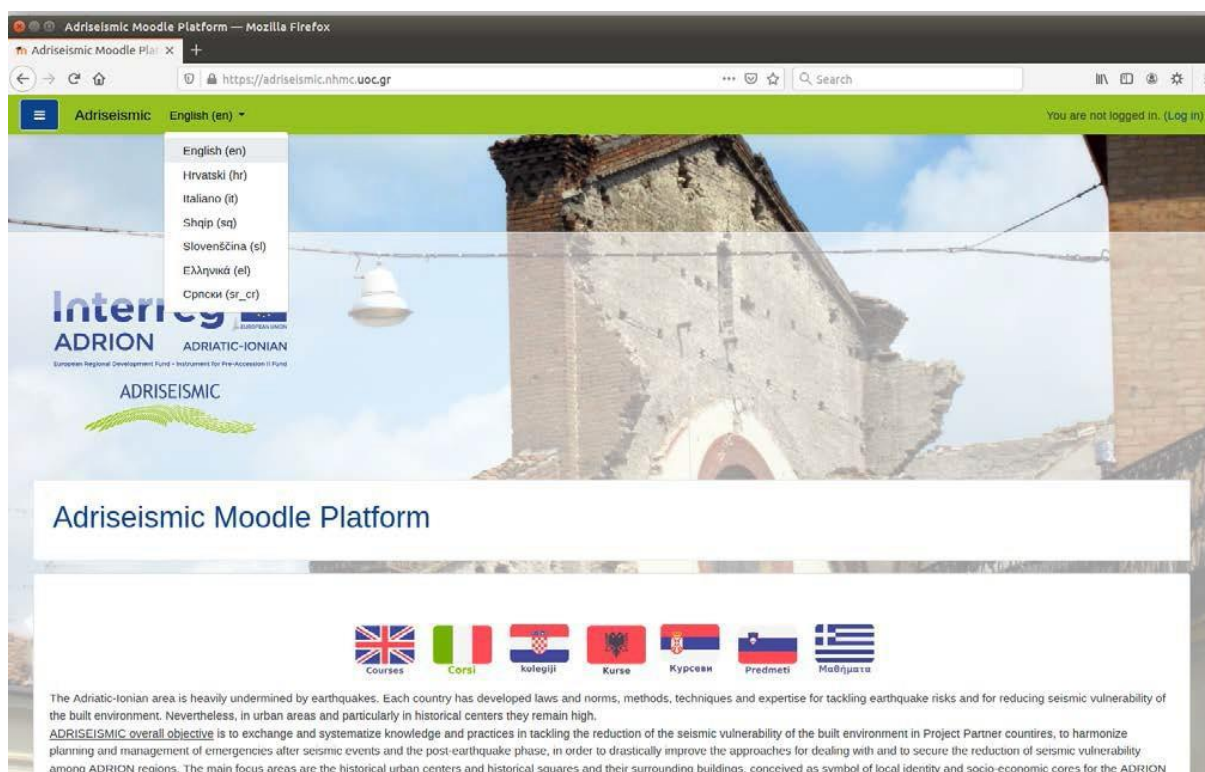 Adriseismic Moodle Platform — Mozilla Firefox
Adriseismic Moodle Plat
https://adriseismic.nhmc.uoc.gr
Search
Adriseismic English (en)
You are not logged in. (Log in)
English (en)
Hrvatski (hr)
Italiano (it)
Shqip (sq)
Slovenščina (sl)
Ελληνικά (el)
Српски (sr_cr)
Interreg
EUROPEAN UNION
ADRION ADRIATIC-IONIAN
European Regional Development Fund - Instrument for Pre-Accession II Fund
ADRISEISMIC
Adriseismic Moodle Platform
Courses
Corsi
kolegiji
Kurse
Курсеви
Predmeti
Μαθήματα
The Adriatic-Ionian area is heavily undermined by earthquakes. Each country has developed laws and norms, methods, techniques and expertise for tackling earthquake risks and for reducing seismic vulnerability of
the built environment. Nevertheless, in urban areas and particularly in historical centers they remain high.
ADRISEISMIC overall objective is to exchange and systematize knowledge and practices in tackling the reduction of the seismic vulnerability of the built environment in Project Partner countires, to harmonize
planning and management of emergencies after seismic events and the post-earthquake phase, in order to drastically improve the approaches for dealing with and to secure the reduction of seismic vulnerability
among ADRION regions. The main focus areas are the historical urban centers and historical squares and their surrounding buildings, conceived as symbol of local identity and socio-economic cores for the ADRION